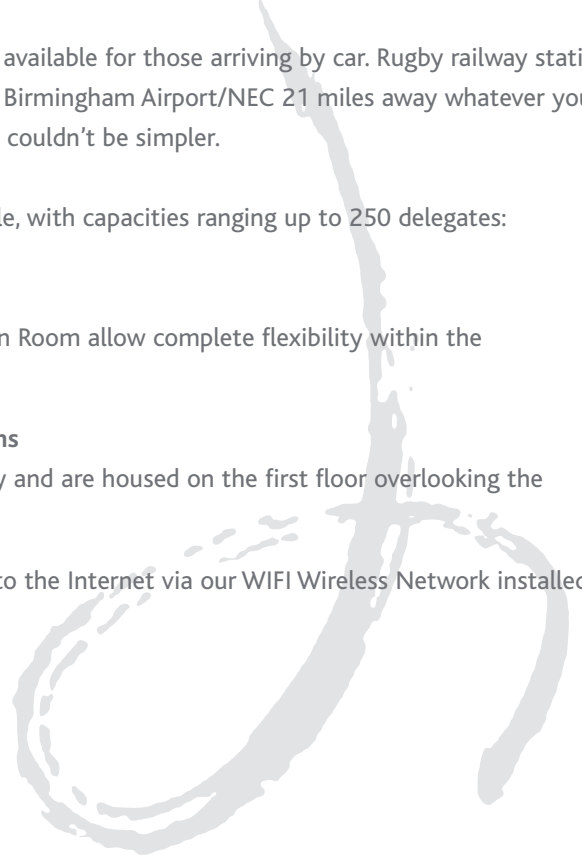 available for those arriving by car. Rugby railway stati
Birmingham Airport/NEC 21 miles away whatever you
couldn't be simpler.
le, with capacities ranging up to 250 delegates:
n Room allow complete flexibility within the
ns
y and are housed on the first floor overlooking the
to the Internet via our WIFI Wireless Network installed